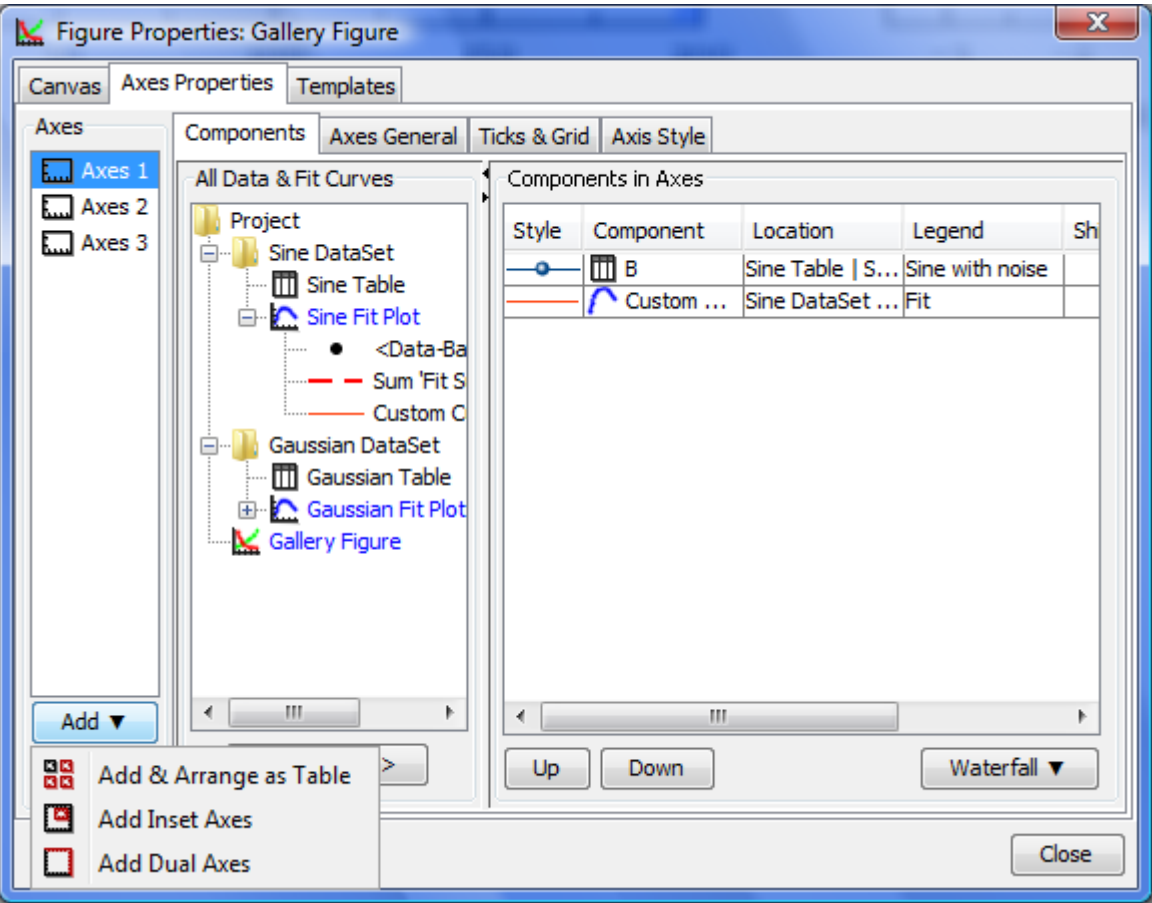 Figure Properties: Gallery Figure
Canvas Axes Properties Templates
Axes
Axes 1
Axes 2
Axes 3
Add ▼
Add & Arrange as Table
Add Inset Axes
Add Dual Axes
Components Axes General Ticks & Grid Axis Style
All Data & Fit Curves
Project
Sine DataSet
Sine Table
Sine Fit Plot
<Data-Ba
Sum 'Fit S
Custom C
Gaussian DataSet
Gaussian Table
Gaussian Fit Plot
Gallery Figure
>
Components in Axes
Style Component Location Legend Shi
B Sine Table | S... Sine with noise
Custom ... Sine DataSet ... Fit
Up Down Waterfall ▼
Close